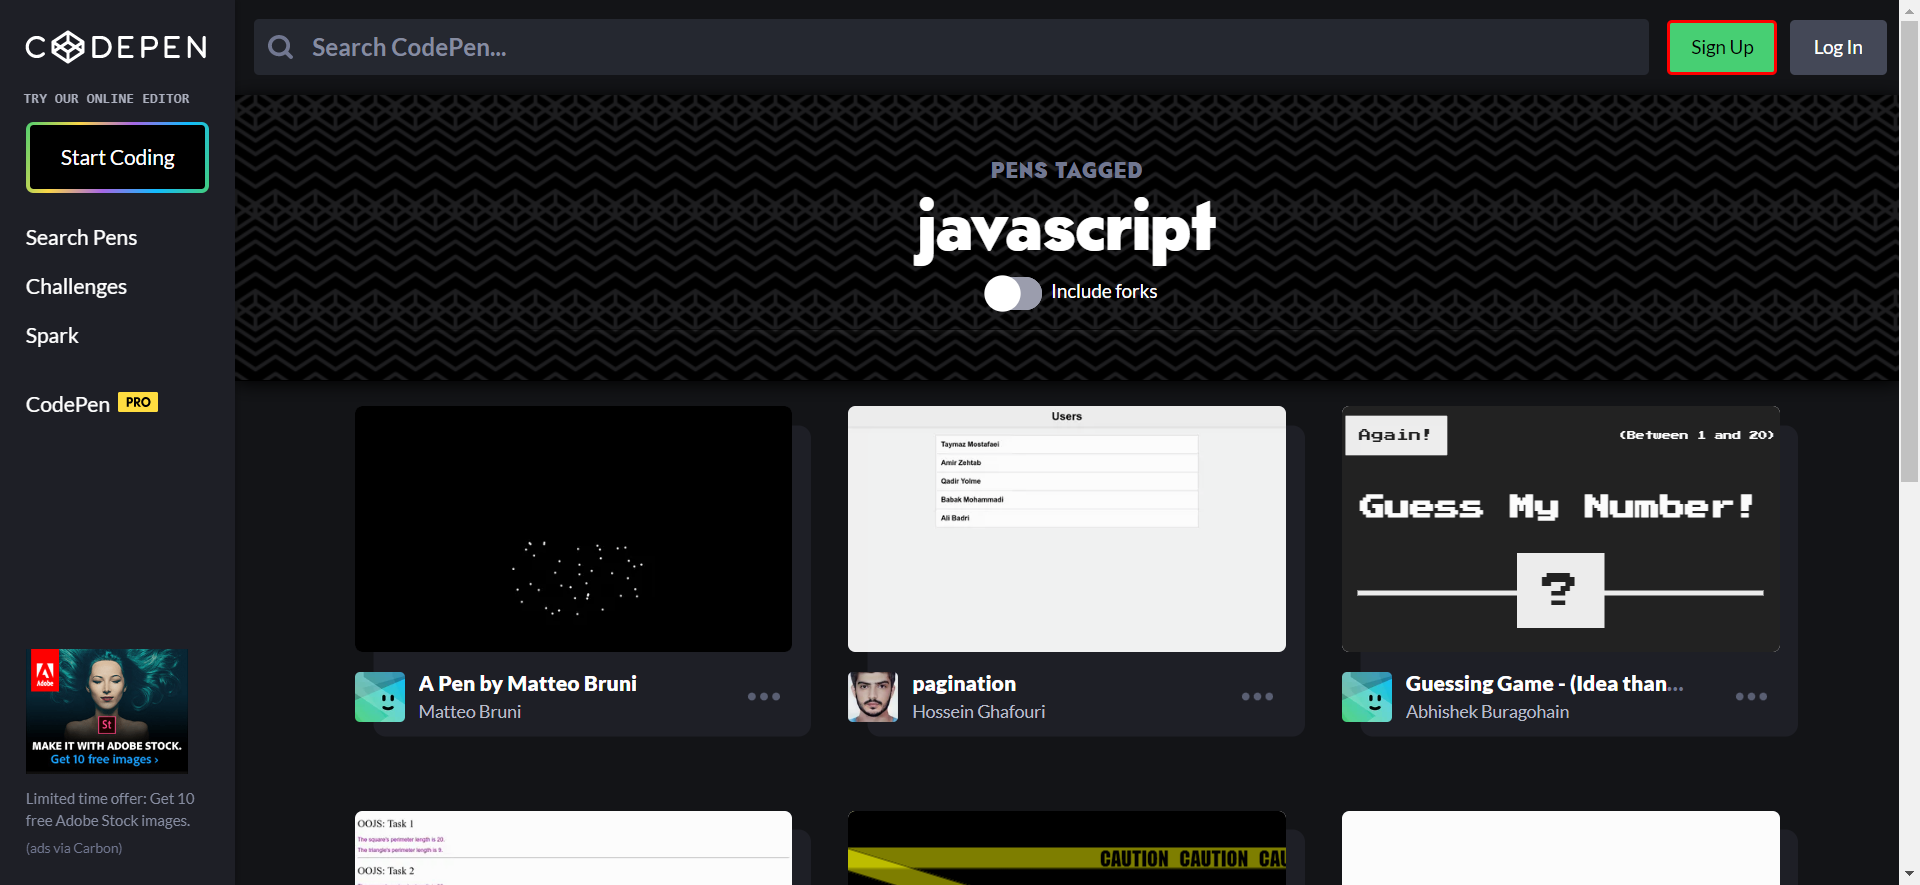 CODEPEN
TRY OUR ONLINE EDITOR
Start Coding
Search Pens
Challenges
Spark
CodePen PRO
Adobe
St
MAKE IT WITH ADOBE STOCK.
Get 10 free images ›
Limited time offer: Get 10
free Adobe Stock images.
(ads via Carbon)
Search CodePen...
Sign Up
Log In
PENS TAGGED
javascript
Include forks
A Pen by Matteo Bruni
Matteo Bruni
Users
Taymaz Mostafaei
Amir Zehtab
Qadir Yolme
Babak Mohammadi
Ali Badri
pagination
Hossein Ghafouri
Again!
(Between 1 and 20)
Guess My Number!
?
Guessing Game - (Idea than...
Abhishek Buragohain
OOJS: Task 1
The square's perimeter length is 20.
The triangle's perimeter length is 9.
OOJS: Task 2
CAUTION CAUTION CAU